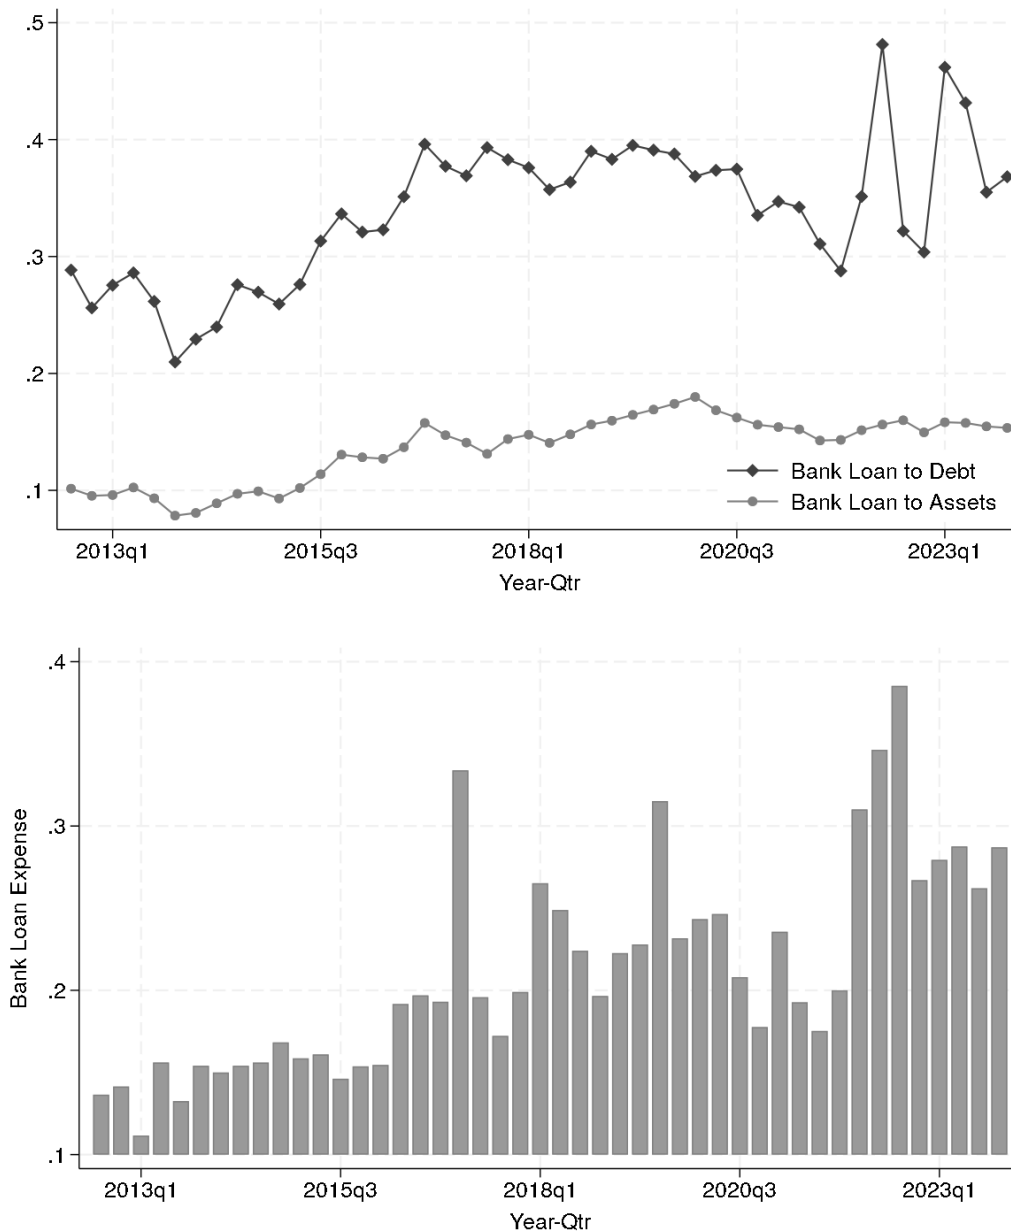 .5
.4
.3
.2
.1
Bank Loan to Debt
Bank Loan to Assets
2013q1 2015q3 2018q1 2020q3 2023q1
Year-Qtr
.4
.3
.2
.1
Bank Loan Expense
2013q1 2015q3 2018q1 2020q3 2023q1
Year-Qtr